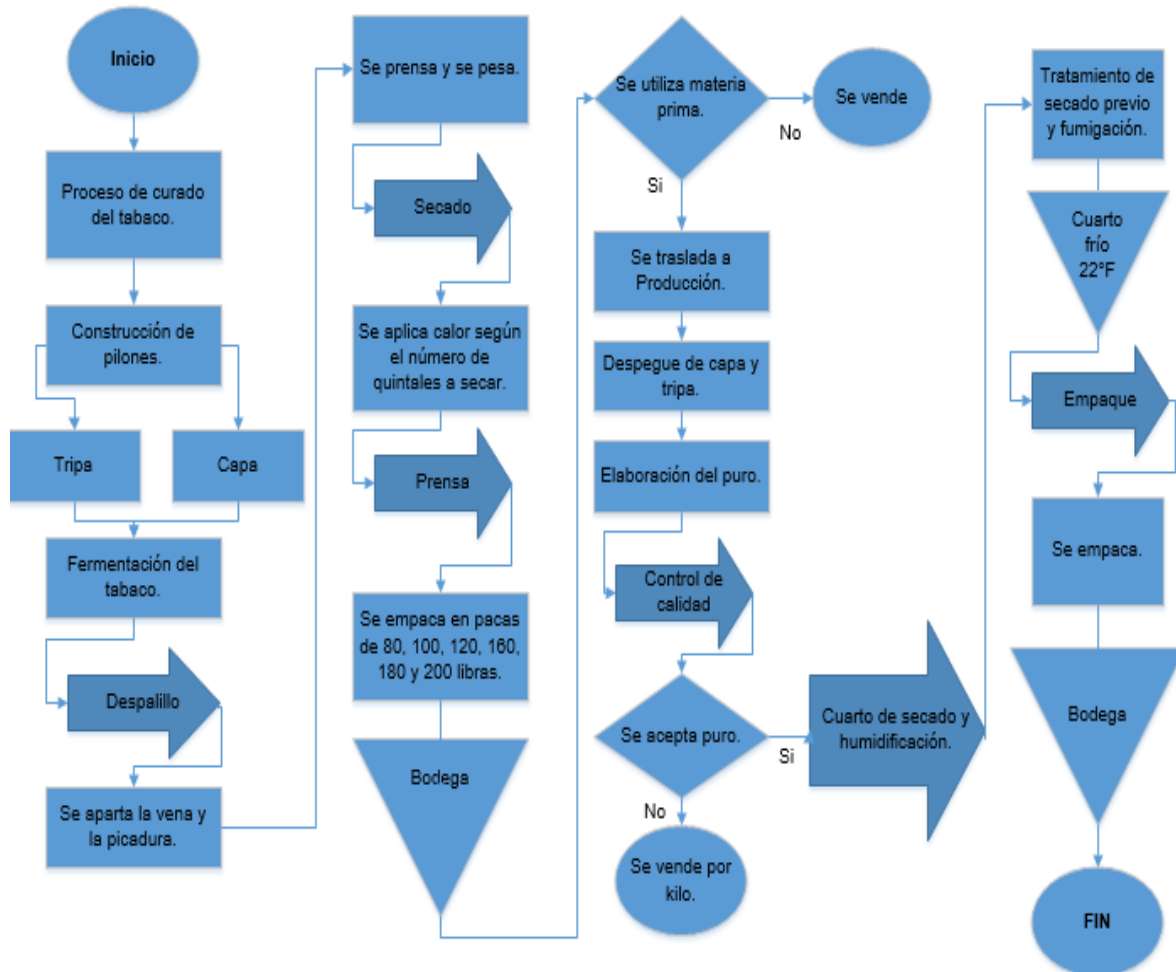 Inicio
Proceso de curado
del tabaco.
Construcción de
pilones.
Tripa
Capa
Fermentación del
tabaco.
Despalillo
Se aparta la vena y
la picadura.
Se prensa y se pesa.
Secado
Se aplica calor según
el número de
quintales a secar.
Prensa
Se empaca en pacas
de 80, 100, 120, 160,
180 y 200 libras.
Bodega
Se utiliza materia
prima.
No
Se vende
Si
Se traslada a
Producción.
Despegue de capa y
tripa.
Elaboración del puro.
Control de
calidad
Se acepta puro.
Si
No
Se vende por
kilo.
Cuarto de secado y
humidificación.
Tratamiento de
secado previo
y fumigación.
Cuarto
frío
22°F
Empaque
Se empaca.
Bodega
FIN